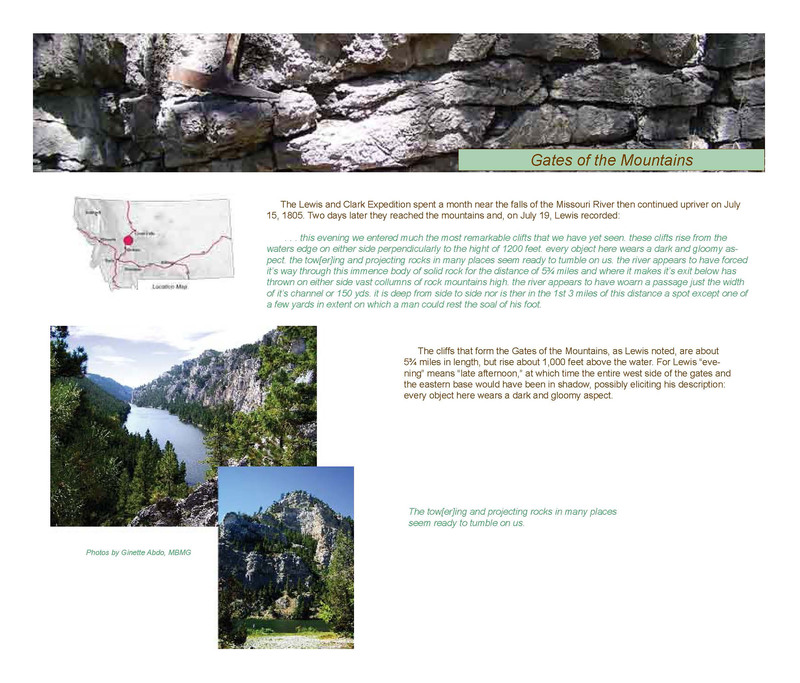 Gates of the Mountains
The Lewis and Clark Expedition spent a month near the falls of the Missouri River then continued upriver on July
15, 1805. Two days later they reached the mountains and, on July 19, Lewis recorded:
. . . this evening we entered much the most remarkable clifts that we have yet seen. these clifts rise from the
waters edge on either side perpendicularly to the hight of 1200 feet. every object here wears a dark and gloomy as-
pect. the tow[er]ing and projecting rocks in many places seem ready to tumble on us. the river appears to have forced
it's way through this immence body of solid rock for the distance of 5¾ miles and where it makes it's exit below has
thrown on either side vast collumns of rock mountains high. the river appears to have woarn a passage just the width
of it's channel or 150 yds. it is deep from side to side nor is ther in the 1st 3 miles of this distance a spot except one of
a few yards in extent on which a man could rest the soal of his foot.
Location Map
The cliffs that form the Gates of the Mountains, as Lewis noted, are about
5¾ miles in length, but rise about 1,000 feet above the water. For Lewis “eve-
ning” means “late afternoon,” at which time the entire west side of the gates and
the eastern base would have been in shadow, possibly eliciting his description:
every object here wears a dark and gloomy aspect.
The tow[er]ing and projecting rocks in many places
seem ready to tumble on us.
Photos by Ginette Abdo, MBMG